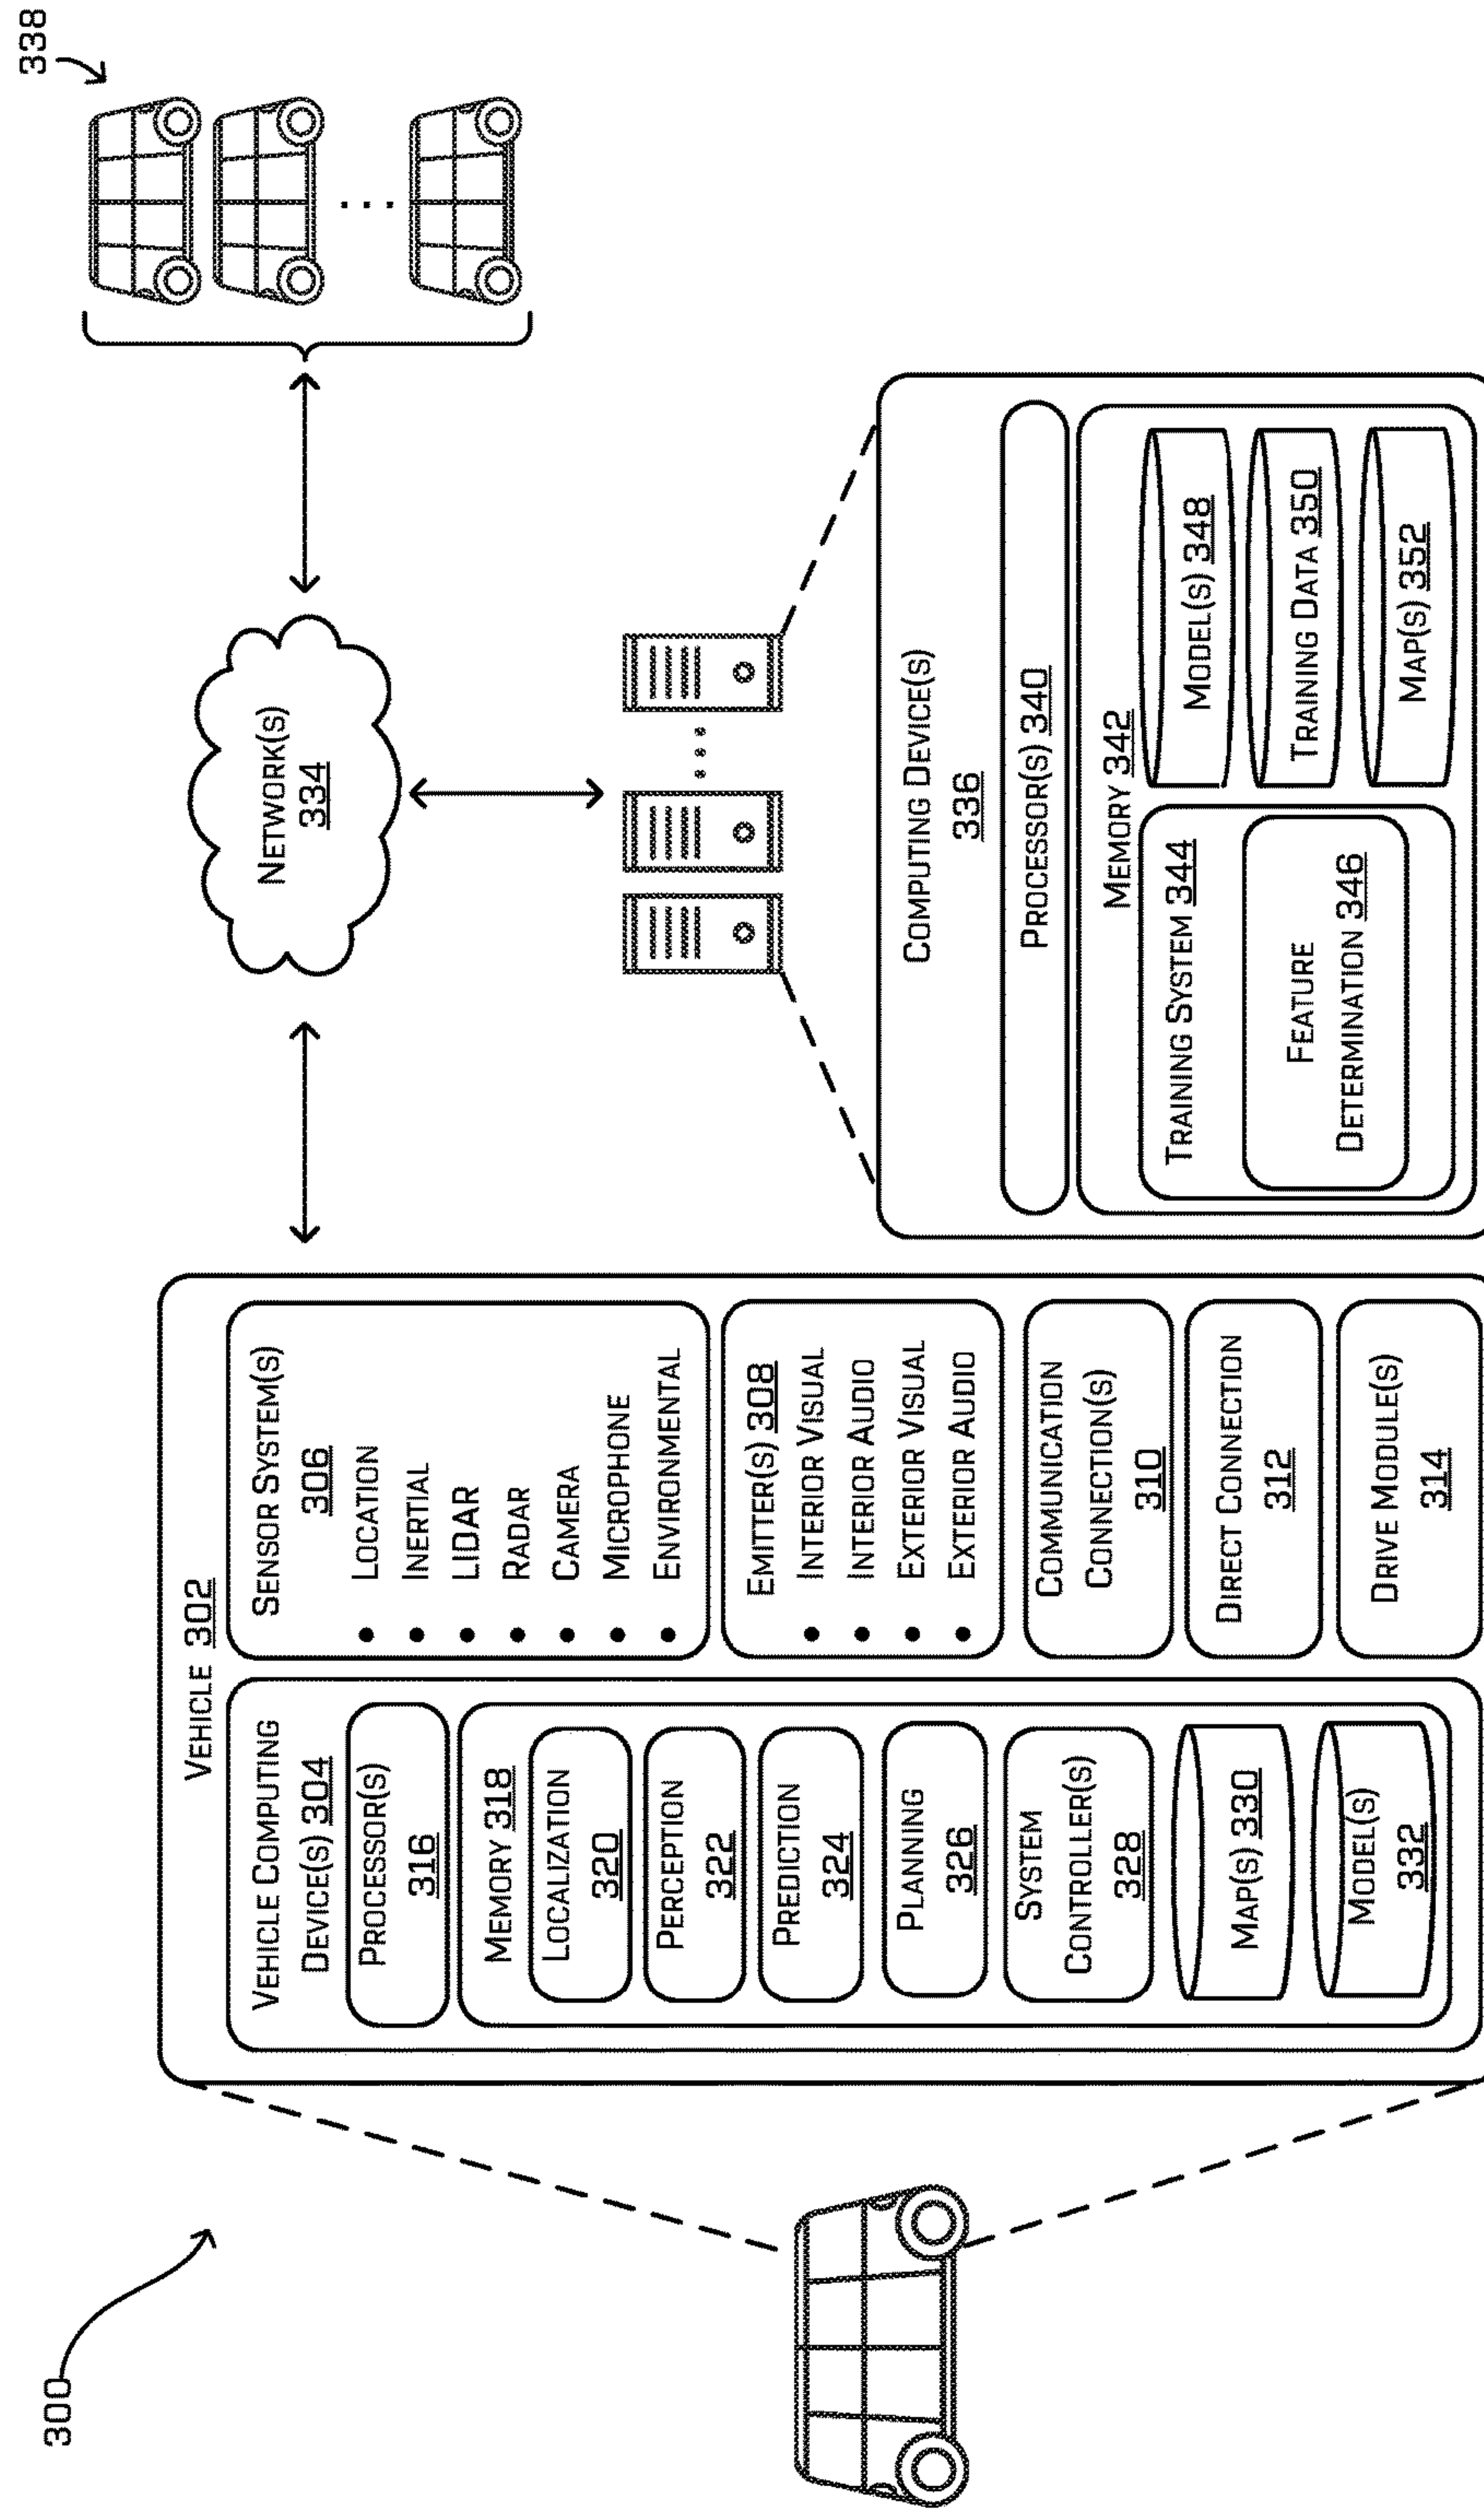 300
VEHICLE 302
VEHICLE COMPUTING
DEVICE(S) 304
PROCESSOR(S)
316
MEMORY 318
LOCALIZATION
320
PERCEPTION
322
PREDICTION
324
PLANNING
326
SYSTEM
CONTROLLER(S)
328
MAP(S) 330
MODEL(S)
332
SENSOR SYSTEM(S)
306
• LOCATION
• INERTIAL
• LIDAR
• RADAR
• CAMERA
• MICROPHONE
• ENVIRONMENTAL
EMITTER(S) 308
• INTERIOR VISUAL
• INTERIOR AUDIO
• EXTERIOR VISUAL
• EXTERIOR AUDIO
COMMUNICATION
CONNECTION(S)
310
DIRECT CONNECTION
312
DRIVE MODULE(S)
314
NETWORK(S)
334
338
COMPUTING DEVICE(S)
336
PROCESSOR(S) 340
MEMORY 342
TRAINING SYSTEM 344
FEATURE
DETERMINATION 346
MODEL(S) 348
TRAINING DATA 350
MAP(S) 352